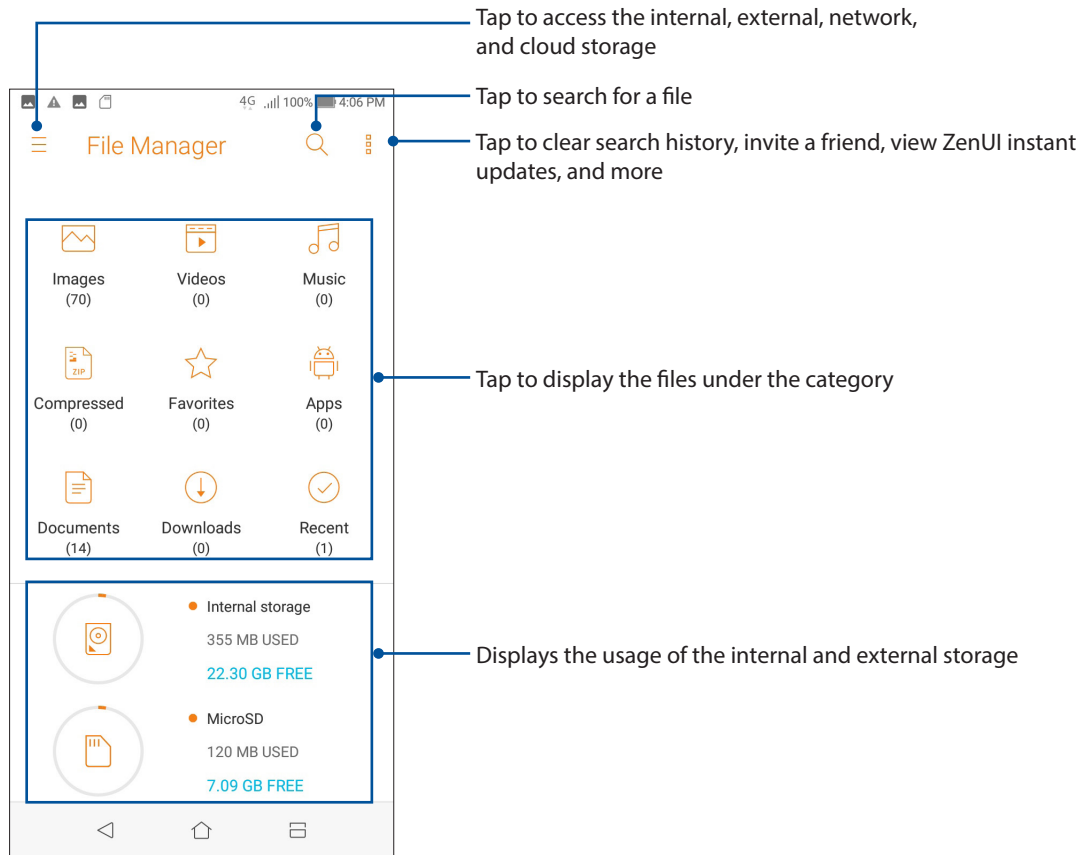 Tap to access the internal, external, network,
and cloud storage
4G 100% 4:06 PM
Tap to search for a file
File Manager
Tap to clear search history, invite a friend, view ZenUI instant
updates, and more
Images
(70)
Videos
(0)
Music
(0)
ZIP
Compressed
(0)
Favorites
(0)
Apps
(0)
Tap to display the files under the category
Documents
(14)
Downloads
(0)
Recent
(1)
Internal storage
355 MB USED
22.30 GB FREE
Displays the usage of the internal and external storage
MicroSD
120 MB USED
7.09 GB FREE